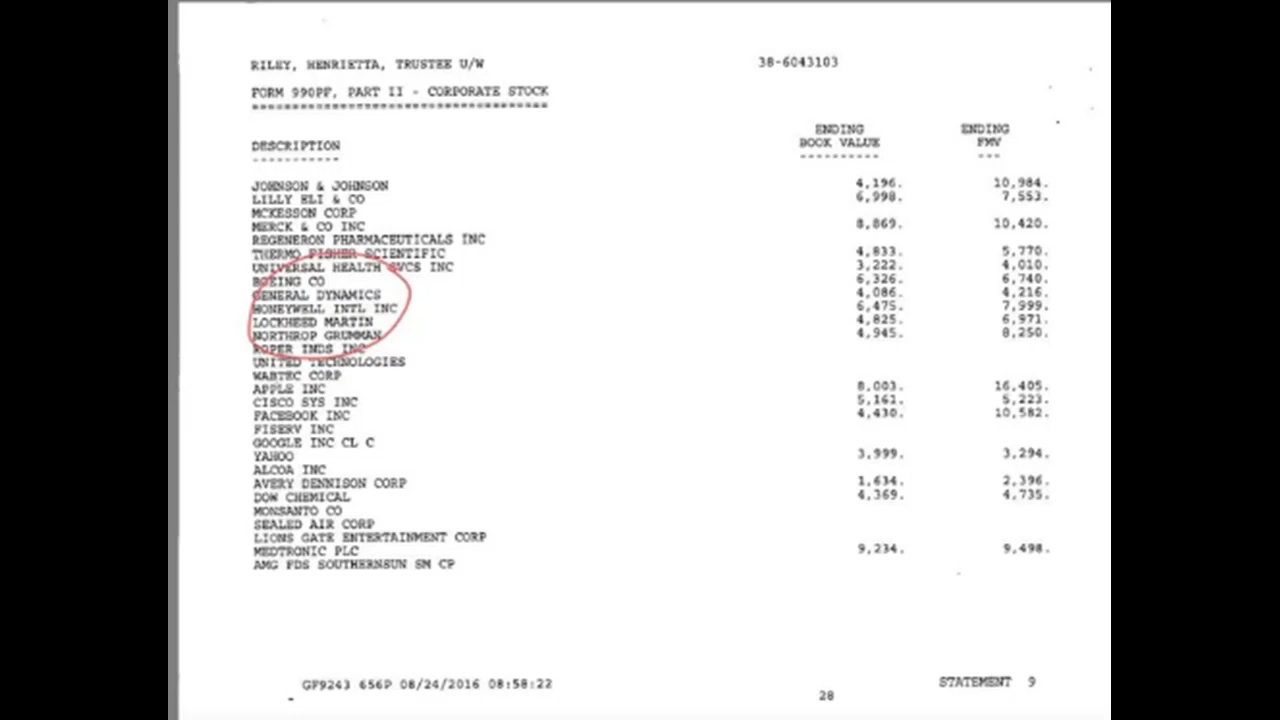 RILEY, HENRIETTA, TRUSTEE U/W 38-6043103
FORM 990PF, PART II - CORPORATE STOCK
====================================
ENDING ENDING
DESCRIPTION BOOK VALUE FMV
----------- ---------- ---
JOHNSON & JOHNSON 4,196. 10,984.
LILLY ELI & CO 6,998. 7,553.
MCKESSON CORP
MERCK & CO INC 8,869. 10,420.
REGENERON PHARMACEUTICALS INC
THERMO FISHER SCIENTIFIC 4,833. 5,770.
UNIVERSAL HEALTH SVCS INC 3,222. 4,010.
BOEING CO 6,326. 6,740.
GENERAL DYNAMICS 4,086. 4,216.
HONEYWELL INTL INC 6,475. 7,999.
LOCKHEED MARTIN 4,825. 6,971.
NORTHROP GRUMMAN 4,945. 8,250.
ROPER INDS INC
UNITED TECHNOLOGIES
WABTEC CORP
APPLE INC 8,003. 16,405.
CISCO SYS INC 5,161. 5,223.
FACEBOOK INC 4,430. 10,582.
FISERV INC
GOOGLE INC CL C
YAHOO 3,999. 3,294.
ALCOA INC
AVERY DENNISON CORP 1,634. 2,396.
DOW CHEMICAL 4,369. 4,735.
MONSANTO CO
SEALED AIR CORP
LIONS GATE ENTERTAINMENT CORP
MEDTRONIC PLC 9,234. 9,498.
AMG FDS SOUTHERNSUN SM CP
GF9243 656P 08/24/2016 08:58:22 STATEMENT 9
28